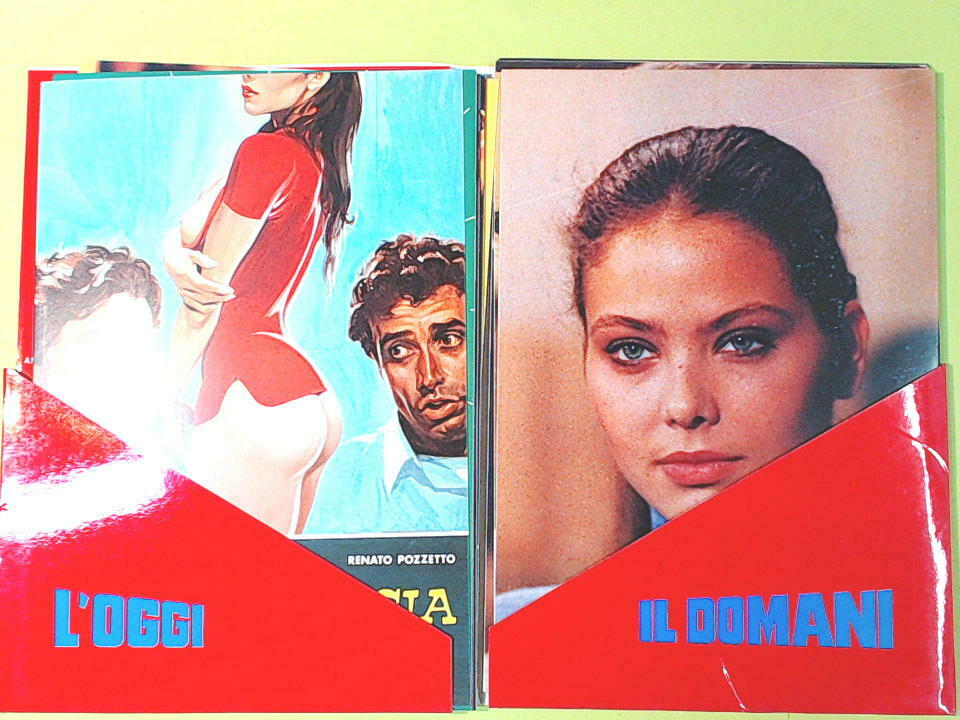 RENATO POZZETTO
L'OGGI
IL DOMANI